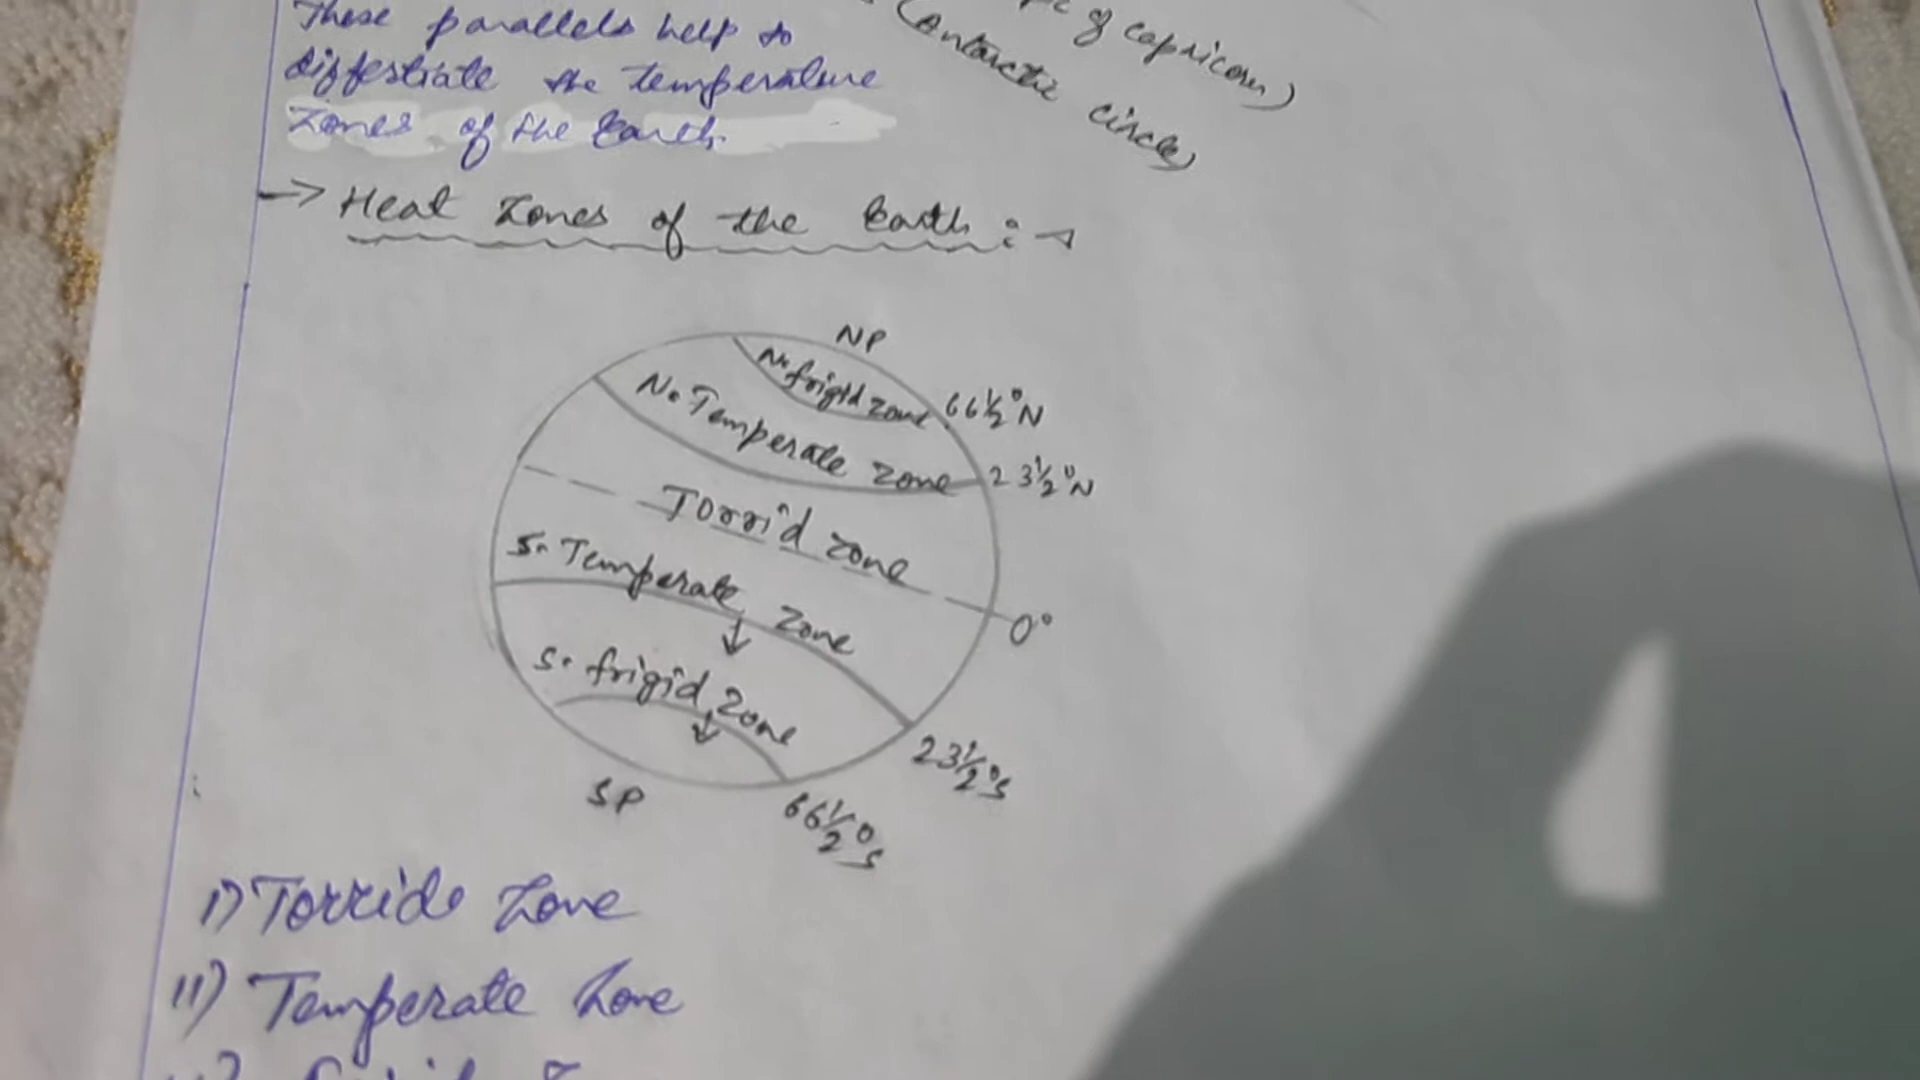 These parallels help to
diffestiate the temperature
Zones of the Earth.
of capricorn)
(Antarctic circle)
→ Heat Zones of the Earth :→
NP
N. frigid zone
66½°N
N. Temperate zone
23½°N
Torrid zone
0°
S. Temperate Zone
S. frigid Zone
23½°S
66½°S
SP
i) Torride Zone
ii) Temperate Zone